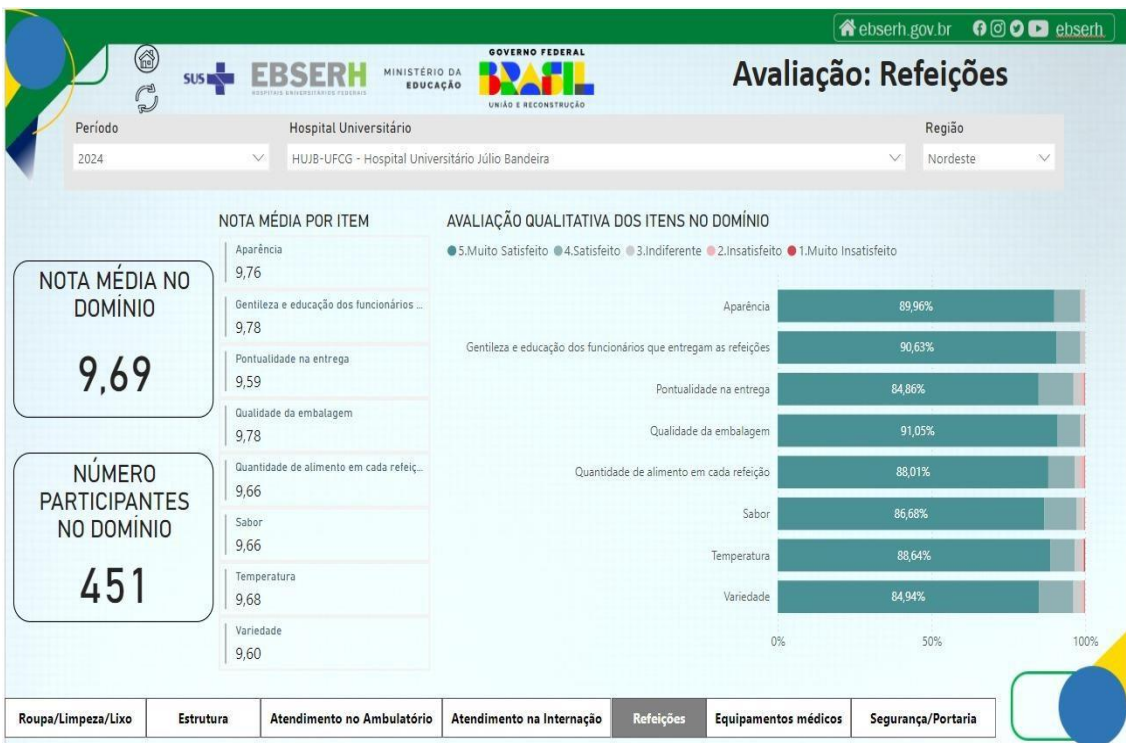 ebserh.gov.br ebserh
SUS EBSERH
HOSPITAIS UNIVERSITÁRIOS FEDERAIS
MINISTÉRIO DA
EDUCAÇÃO
GOVERNO FEDERAL
BRASIL
UNIÃO E RECONSTRUÇÃO
Avaliação: Refeições
Período
2024
Hospital Universitário
HUJB-UFCG - Hospital Universitário Júlio Bandeira
Região
Nordeste
NOTA MÉDIA NO
DOMÍNIO
9,69
NÚMERO
PARTICIPANTES
NO DOMÍNIO
451
NOTA MÉDIA POR ITEM
Aparência
9,76
Gentileza e educação dos funcionários ...
9,78
Pontualidade na entrega
9,59
Qualidade da embalagem
9,78
Quantidade de alimento em cada refeiç...
9,66
Sabor
9,66
Temperatura
9,68
Variedade
9,60
AVALIAÇÃO QUALITATIVA DOS ITENS NO DOMÍNIO
5.Muito Satisfeito 4.Satisfeito 3.Indiferente 2.Insatisfeito 1.Muito Insatisfeito
Aparência 89,96%
Gentileza e educação dos funcionários que entregam as refeições 90,63%
Pontualidade na entrega 84,86%
Qualidade da embalagem 91,05%
Quantidade de alimento em cada refeição 88,01%
Sabor 86,68%
Temperatura 88,64%
Variedade 84,94%
0% 50% 100%
Roupa/Limpeza/Lixo Estrutura Atendimento no Ambulatório Atendimento na Internação Refeições Equipamentos médicos Segurança/Portaria